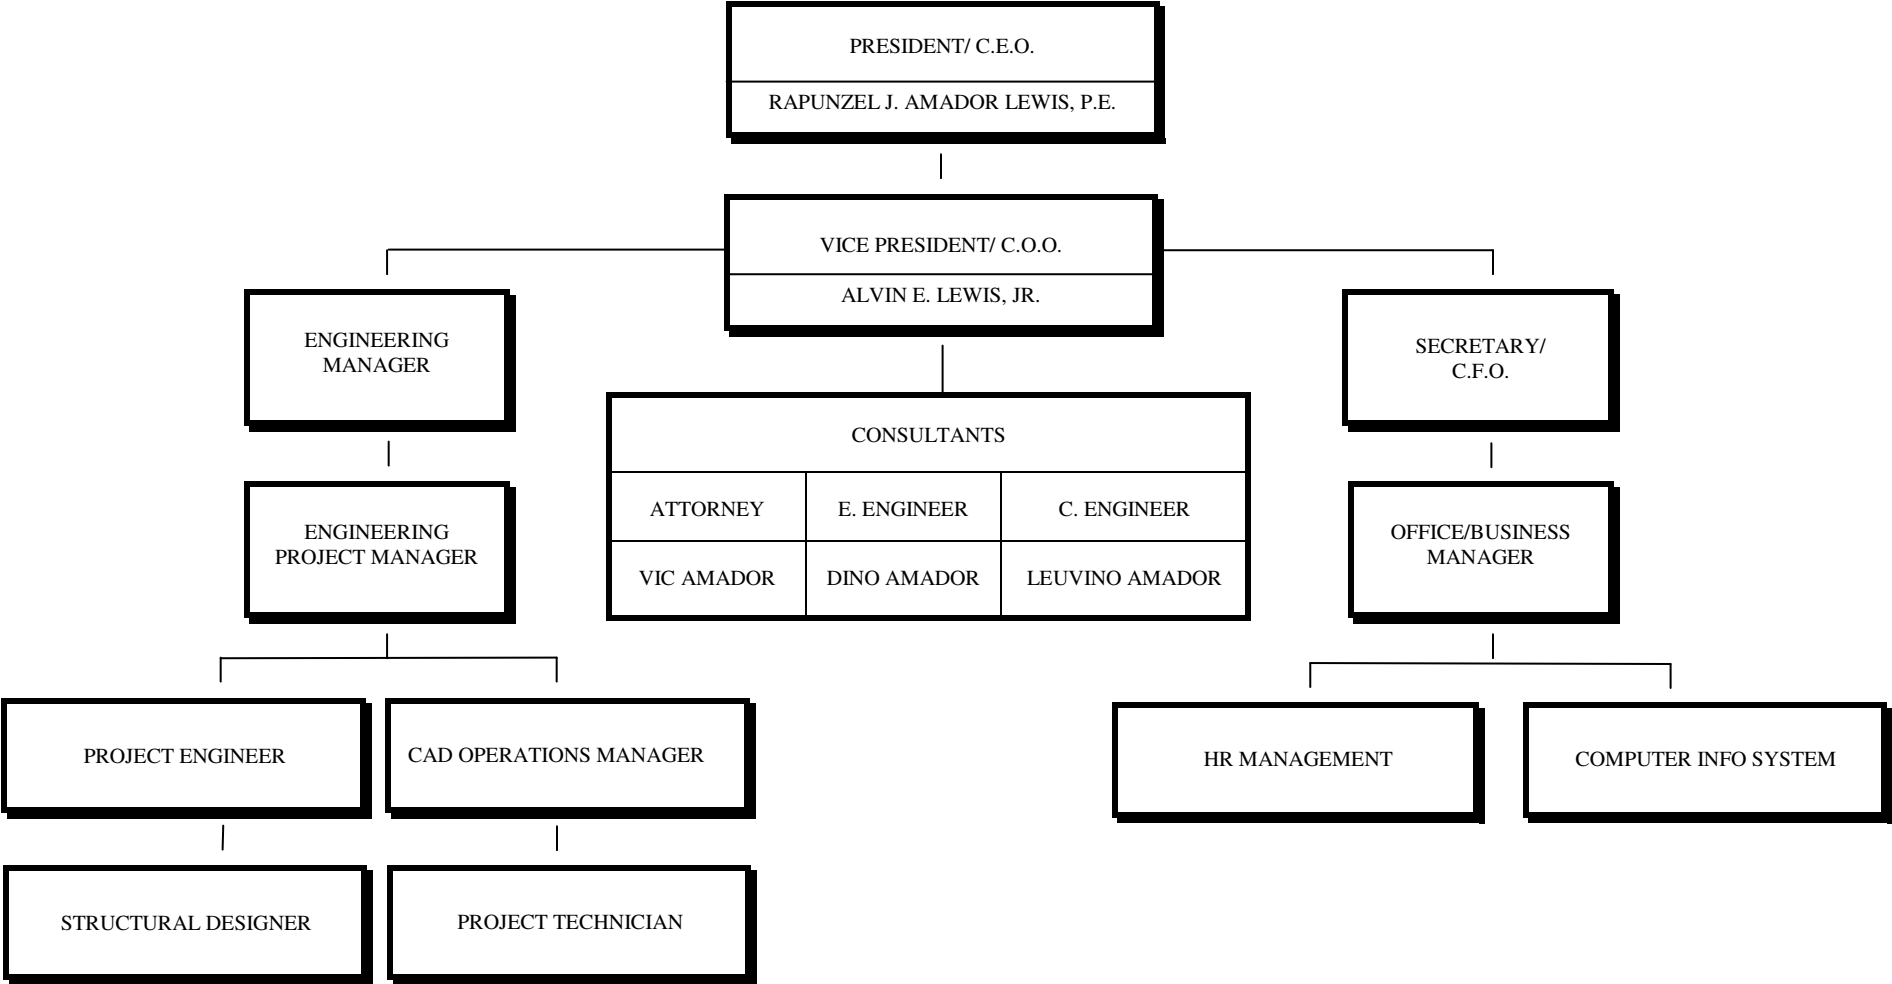 PRESIDENT/ C.E.O.
RAPUNZEL J. AMADOR LEWIS, P.E.
VICE PRESIDENT/ C.O.O.
ALVIN E. LEWIS, JR.
ENGINEERING
MANAGER
SECRETARY/
C.F.O.
CONSULTANTS
ATTORNEY
E. ENGINEER
C. ENGINEER
VIC AMADOR
DINO AMADOR
LEUVINO AMADOR
ENGINEERING
PROJECT MANAGER
OFFICE/BUSINESS
MANAGER
PROJECT ENGINEER
CAD OPERATIONS MANAGER
HR MANAGEMENT
COMPUTER INFO SYSTEM
STRUCTURAL DESIGNER
PROJECT TECHNICIAN